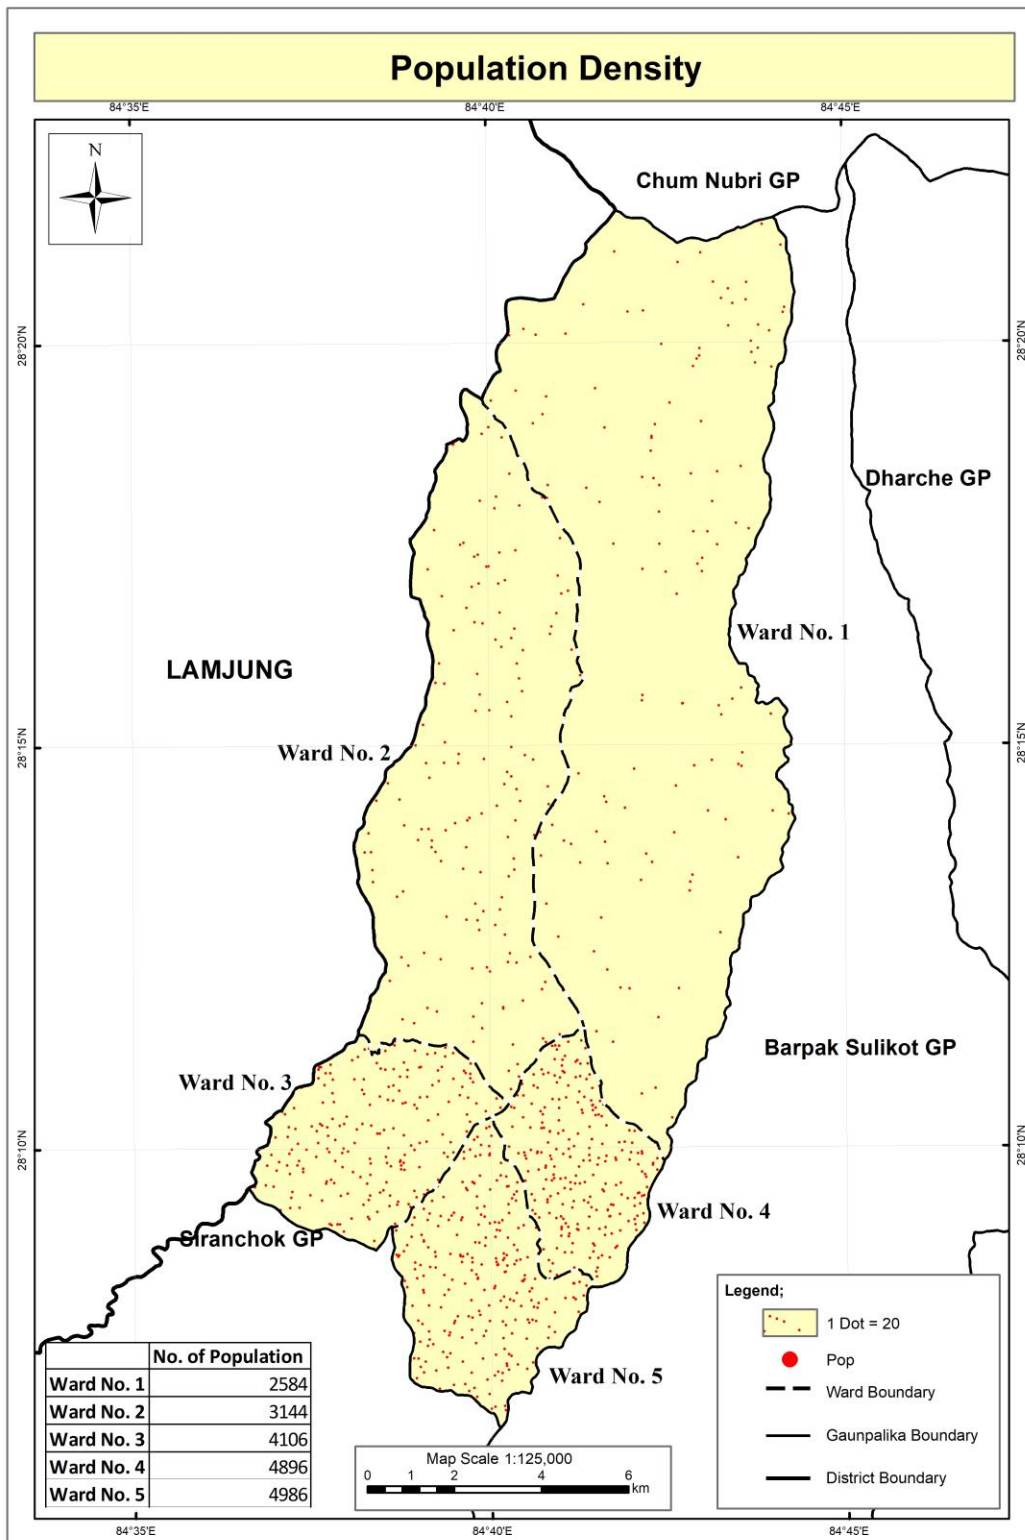 Population Density
84°35'E 84°40'E 84°45'E
N
Chum Nubri GP
28°20'N 28°20'N
Dharche GP
Ward No. 1
LAMJUNG
Ward No. 2
28°15'N 28°15'N
Barpak Sulikot GP
Ward No. 3
28°10'N 28°10'N
Ward No. 4
Siranchok GP
Ward No. 5
No. of Population
Ward No. 1 2584
Ward No. 2 3144
Ward No. 3 4106
Ward No. 4 4896
Ward No. 5 4986
Map Scale 1:125,000
0 1 2 4 6
km
Legend;
1 Dot = 20
Pop
Ward Boundary
Gaunpalika Boundary
District Boundary
84°35'E 84°40'E 84°45'E